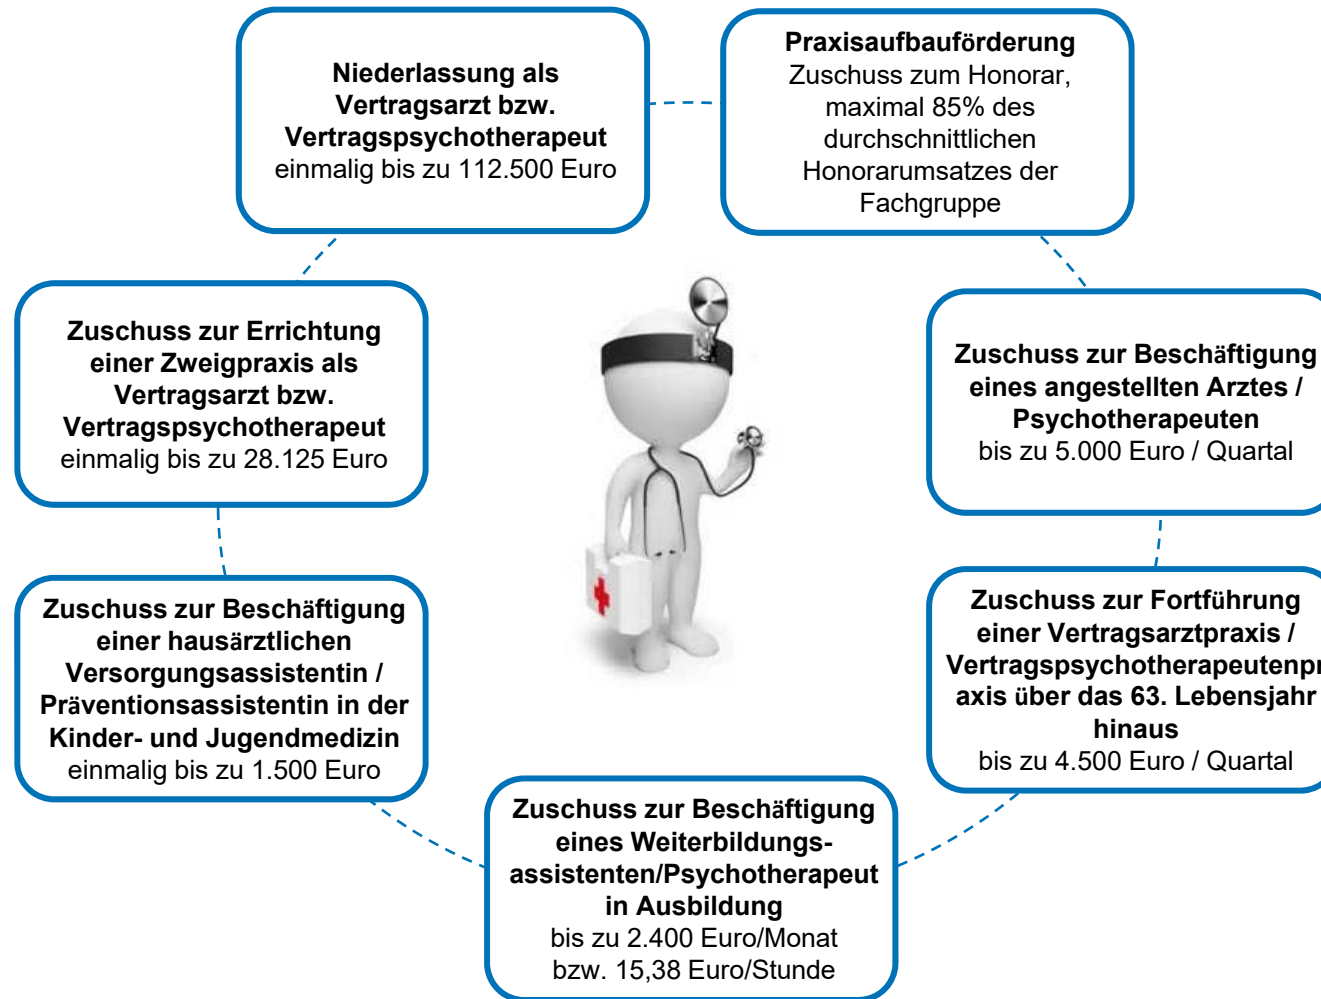 Niederlassung als
Vertragsarzt bzw.
Vertragspsychotherapeut
einmalig bis zu 112.500 Euro
Praxisaufbauförderung
Zuschuss zum Honorar,
maximal 85% des
durchschnittlichen
Honorarumsatzes der
Fachgruppe
Zuschuss zur Errichtung
einer Zweigpraxis als
Vertragsarzt bzw.
Vertragspsychotherapeut
einmalig bis zu 28.125 Euro
Zuschuss zur Beschäftigung
eines angestellten Arztes /
Psychotherapeuten
bis zu 5.000 Euro / Quartal
Zuschuss zur Beschäftigung
einer hausärztlichen
Versorgungsassistentin /
Präventionsassistentin in der
Kinder- und Jugendmedizin
einmalig bis zu 1.500 Euro
Zuschuss zur Fortführung
einer Vertragsarztpraxis /
Vertragspsychotherapeutenpr
axis über das 63. Lebensjahr
hinaus
bis zu 4.500 Euro / Quartal
Zuschuss zur Beschäftigung
eines Weiterbildungs-
assistenten/Psychotherapeut
in Ausbildung
bis zu 2.400 Euro/Monat
bzw. 15,38 Euro/Stunde